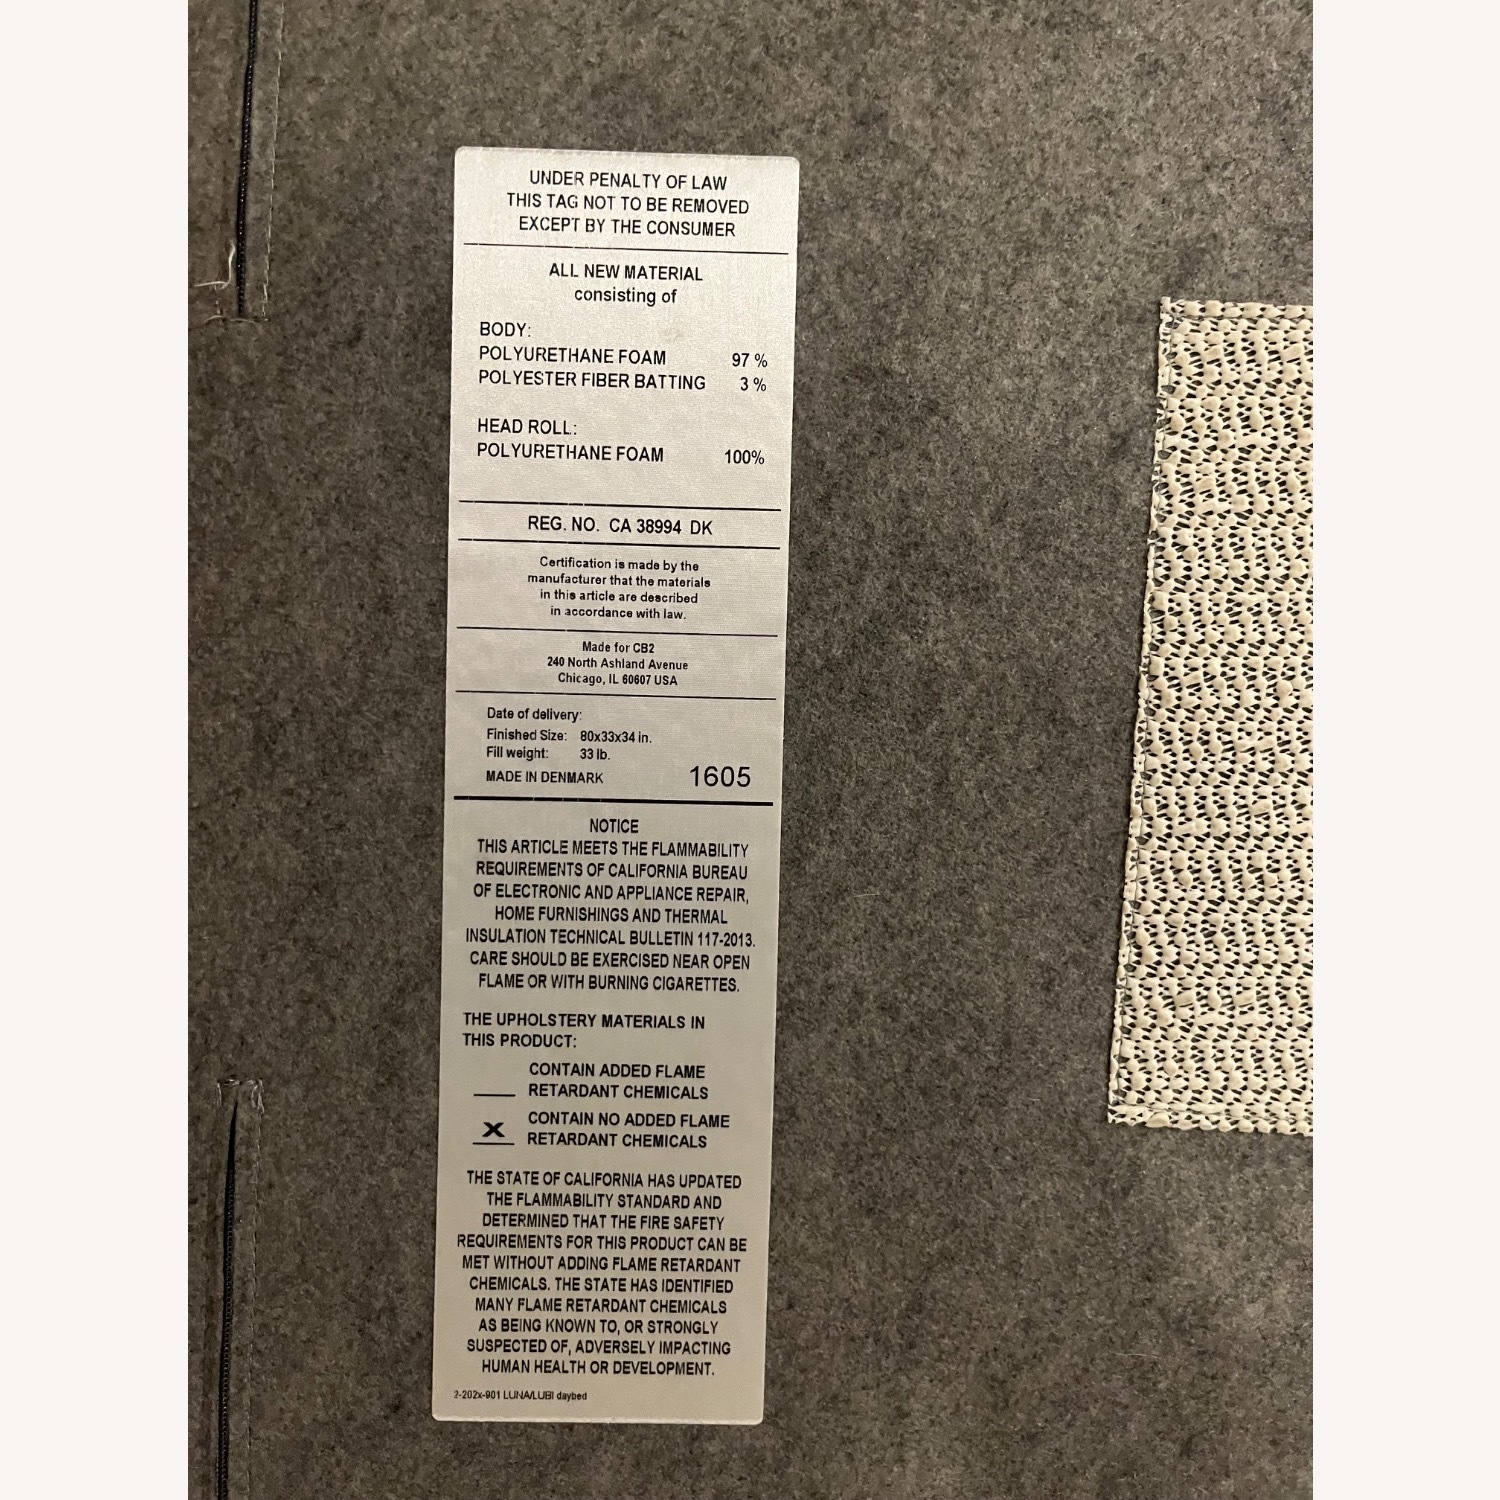 UNDER PENALTY OF LAW
THIS TAG NOT TO BE REMOVED
EXCEPT BY THE CONSUMER
ALL NEW MATERIAL
consisting of
BODY:
POLYURETHANE FOAM 97 %
POLYESTER FIBER BATTING 3 %
HEAD ROLL:
POLYURETHANE FOAM 100%
REG. NO. CA 38994 DK
Certification is made by the
manufacturer that the materials
in this article are described
in accordance with law.
Made for CB2
240 North Ashland Avenue
Chicago, IL 60607 USA
Date of delivery:
Finished Size: 80x33x34 in.
Fill weight: 33 lb.
MADE IN DENMARK 1605
NOTICE
THIS ARTICLE MEETS THE FLAMMABILITY
REQUIREMENTS OF CALIFORNIA BUREAU
OF ELECTRONIC AND APPLIANCE REPAIR,
HOME FURNISHINGS AND THERMAL
INSULATION TECHNICAL BULLETIN 117-2013.
CARE SHOULD BE EXERCISED NEAR OPEN
FLAME OR WITH BURNING CIGARETTES.
THE UPHOLSTERY MATERIALS IN
THIS PRODUCT:
CONTAIN ADDED FLAME
RETARDANT CHEMICALS
X CONTAIN NO ADDED FLAME
RETARDANT CHEMICALS
THE STATE OF CALIFORNIA HAS UPDATED
THE FLAMMABILITY STANDARD AND
DETERMINED THAT THE FIRE SAFETY
REQUIREMENTS FOR THIS PRODUCT CAN BE
MET WITHOUT ADDING FLAME RETARDANT
CHEMICALS. THE STATE HAS IDENTIFIED
MANY FLAME RETARDANT CHEMICALS
AS BEING KNOWN TO, OR STRONGLY
SUSPECTED OF, ADVERSELY IMPACTING
HUMAN HEALTH OR DEVELOPMENT.
2-202x-901 LUNA/LUBI daybed